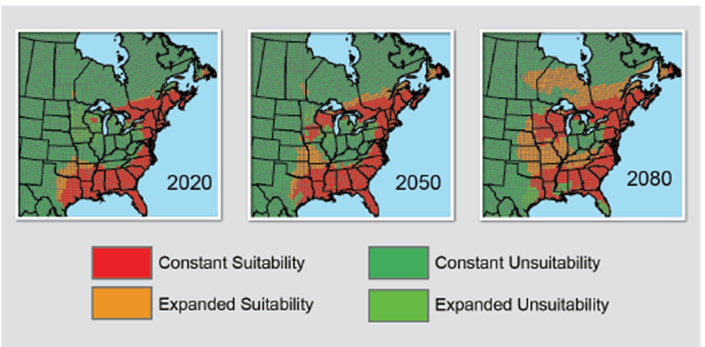 2020
2050
2080
Constant Suitability
Constant Unsuitability
Expanded Suitability
Expanded Unsuitability